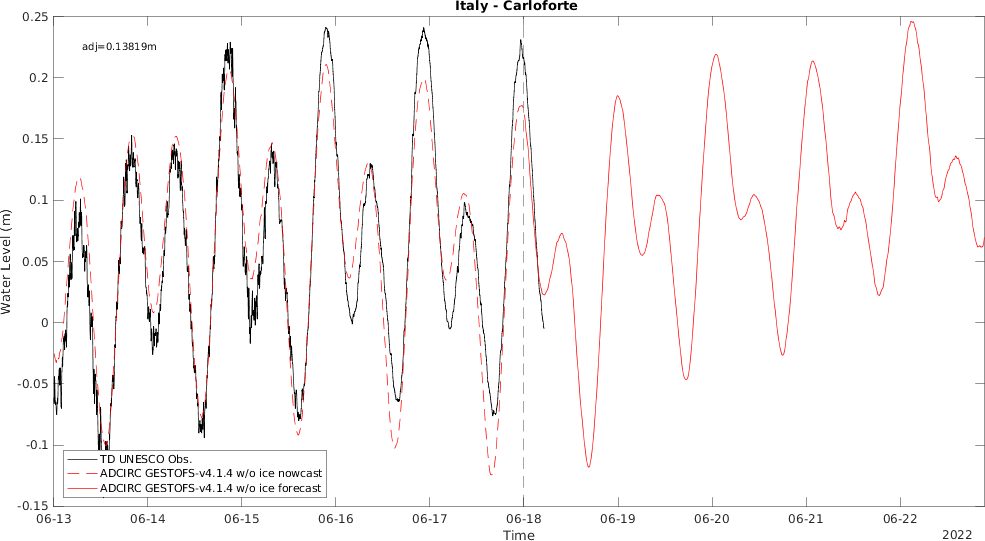 Italy - Carloforte
adj=0.13819m
0.25
0.2
0.15
0.1
0.05
0
-0.05
-0.1
-0.15
Water Level (m)
TD UNESCO Obs.
ADCIRC GESTOFS-v4.1.4 w/o ice nowcast
ADCIRC GESTOFS-v4.1.4 w/o ice forecast
06-13 06-14 06-15 06-16 06-17 06-18 06-19 06-20 06-21 06-22
Time
2022